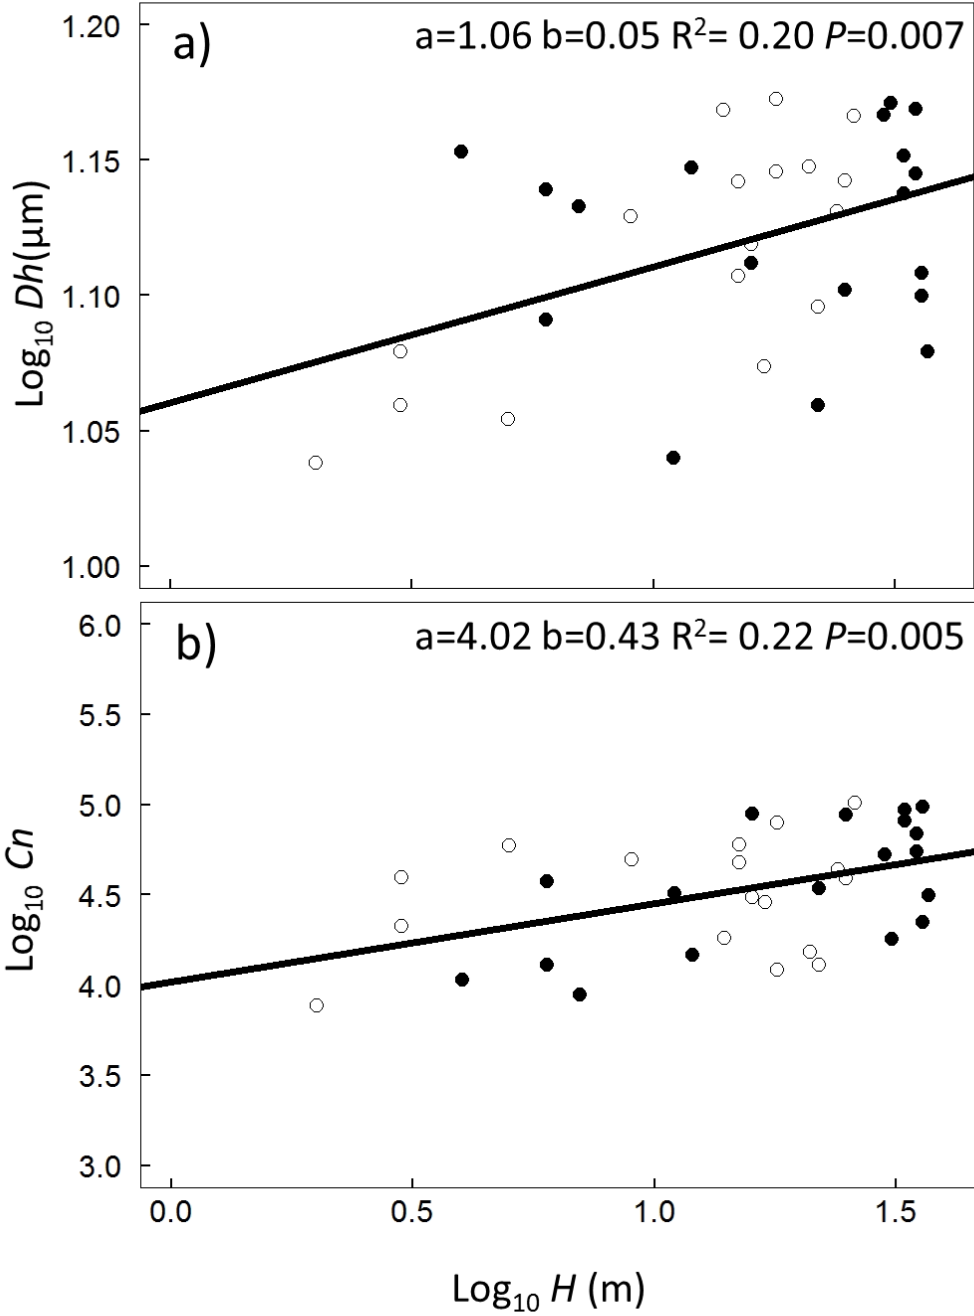 a)
a=1.06 b=0.05 R²= 0.20 P=0.007
1.20
1.15
1.10
1.05
1.00
Log₁₀ Dh(µm)
b)
a=4.02 b=0.43 R²= 0.22 P=0.005
6.0
5.5
5.0
4.5
4.0
3.5
3.0
Log₁₀ Cn
0.0 0.5 1.0 1.5
Log₁₀ H (m)